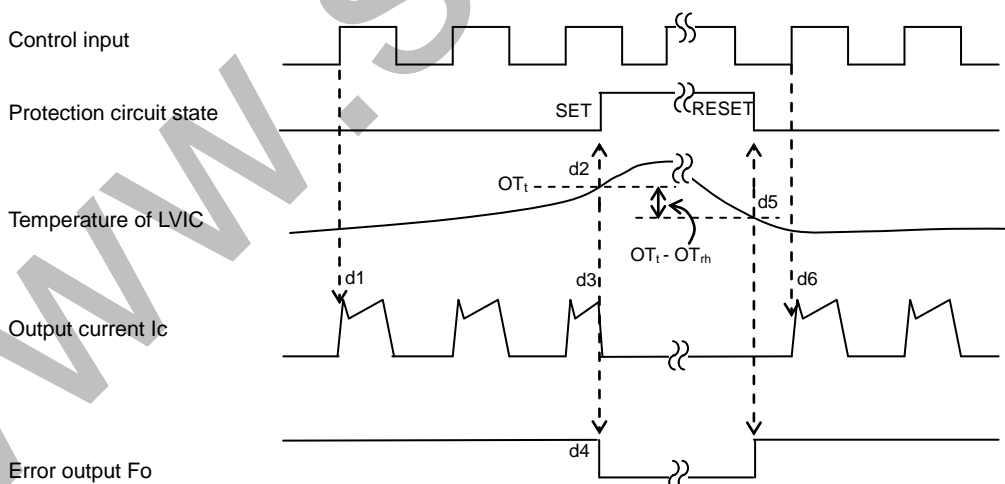 Control input
Protection circuit state
SET
RESET
d2
OTt
d5
Temperature of LVIC
OTt - OTrh
d1
d3
d6
Output current Ic
d4
Error output Fo
www.s